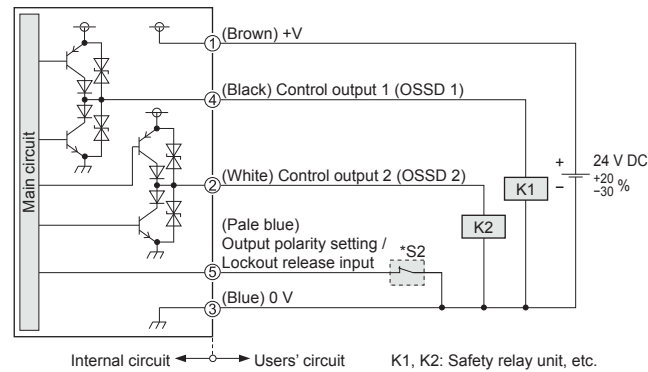 (Brown) +V
①
(Black) Control output 1 (OSSD 1)
④
Main circuit
+
−
24 V DC
+20
−30 %
K1
(White) Control output 2 (OSSD 2)
②
K2
(Pale blue)
Output polarity setting /
Lockout release input
*S2
⑤
(Blue) 0 V
③
Internal circuit
Users' circuit
K1, K2: Safety relay unit, etc.